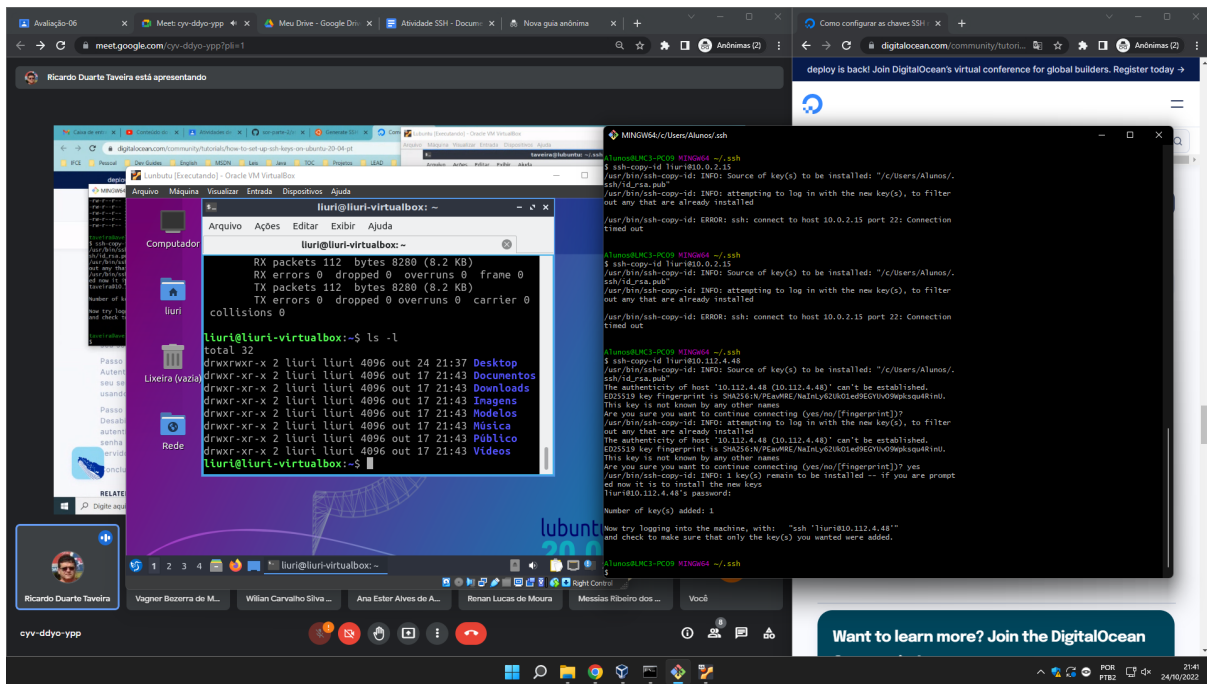 Avaliação-06
Meet: cyv-ddyo-ypp
Meu Drive - Google Driv
Atividade SSH - Docume
Nova guia anônima
meet.google.com/cyv-ddyo-ypp?pli=1
Anônimas (2)
Ricardo Duarte Taveira está apresentando
Como configurar as chaves SSH
digitalocean.com/community/tutori...
Anônimas (2)
deploy is back! Join DigitalOcean's virtual conference for global builders. Register today →
digitalocean.com/community/tutorials/how-to-set-up-ssh-keys-on-ubuntu-20-04-pt
Lunbutu [Executando] - Oracle VM VirtualBox
Arquivo Máquina Visualizar Entrada Dispositivos Ajuda
Computador
liuri
Lixeira (vazia)
Rede
liuri@liuri-virtualbox: ~
Arquivo Ações Editar Exibir Ajuda
liuri@liuri-virtualbox: ~
RX packets 112 bytes 8280 (8.2 KB)
RX errors 0 dropped 0 overruns 0 frame 0
TX packets 112 bytes 8280 (8.2 KB)
TX errors 0 dropped 0 overruns 0 carrier 0
collisions 0
liuri@liuri-virtualbox:~$ ls -l
total 32
drwxrwxr-x 2 liuri liuri 4096 out 24 21:37 Desktop
drwxr-xr-x 2 liuri liuri 4096 out 17 21:43 Documentos
drwxr-xr-x 2 liuri liuri 4096 out 17 21:43 Downloads
drwxr-xr-x 2 liuri liuri 4096 out 17 21:43 Imagens
drwxr-xr-x 2 liuri liuri 4096 out 17 21:43 Modelos
drwxr-xr-x 2 liuri liuri 4096 out 17 21:43 Música
drwxr-xr-x 2 liuri liuri 4096 out 17 21:43 Público
drwxr-xr-x 2 liuri liuri 4096 out 17 21:43 Vídeos
liuri@liuri-virtualbox:~$
1 2 3 4
liuri@liuri-virtualbox: ~
Right Control
MINGW64:/c/Users/Alunos/.ssh
Alunos@LMC3-PC09 MINGW64 ~/.ssh
$ ssh-copy-id liuri@10.0.2.15
/usr/bin/ssh-copy-id: INFO: Source of key(s) to be installed: "/c/Users/Alunos/.
ssh/id_rsa.pub"
/usr/bin/ssh-copy-id: INFO: attempting to log in with the new key(s), to filter
out any that are already installed
/usr/bin/ssh-copy-id: ERROR: ssh: connect to host 10.0.2.15 port 22: Connection
timed out
Alunos@LMC3-PC09 MINGW64 ~/.ssh
$ ssh-copy-id liuri@10.0.2.15
/usr/bin/ssh-copy-id: INFO: Source of key(s) to be installed: "/c/Users/Alunos/.
ssh/id_rsa.pub"
/usr/bin/ssh-copy-id: INFO: attempting to log in with the new key(s), to filter
out any that are already installed
/usr/bin/ssh-copy-id: ERROR: ssh: connect to host 10.0.2.15 port 22: Connection
timed out
Alunos@LMC3-PC09 MINGW64 ~/.ssh
$ ssh-copy-id liuri@10.112.4.48
/usr/bin/ssh-copy-id: INFO: Source of key(s) to be installed: "/c/Users/Alunos/.
ssh/id_rsa.pub"
The authenticity of host '10.112.4.48 (10.112.4.48)' can't be established.
ED25519 key fingerprint is SHA256:N/PEavMRE/NaInLy62UkO1ed9EGYUvO9Wpksqu4RinU.
This key is not known by any other names
Are you sure you want to continue connecting (yes/no/[fingerprint])?
/usr/bin/ssh-copy-id: INFO: attempting to log in with the new key(s), to filter
out any that are already installed
The authenticity of host '10.112.4.48 (10.112.4.48)' can't be established.
ED25519 key fingerprint is SHA256:N/PEavMRE/NaInLy62UkO1ed9EGYUvO9Wpksqu4RinU.
This key is not known by any other names
Are you sure you want to continue connecting (yes/no/[fingerprint])? yes
/usr/bin/ssh-copy-id: INFO: 1 key(s) remain to be installed -- if you are prompt
ed now it is to install the new keys
liuri@10.112.4.48's password:
Number of key(s) added: 1
Now try logging into the machine, with: "ssh 'liuri@10.112.4.48'"
and check to make sure that only the key(s) you wanted were added.
Alunos@LMC3-PC09 MINGW64 ~/.ssh
$
Ricardo Duarte Taveira
Vagner Bezerra de M...
Wilian Carvalho Silva ...
Ana Ester Alves de A...
Renan Lucas de Moura
Messias Ribeiro dos ...
Você
cyv-ddyo-ypp
8
Want to learn more? Join the DigitalOcean
POR
PTB2
21:41
24/10/2022